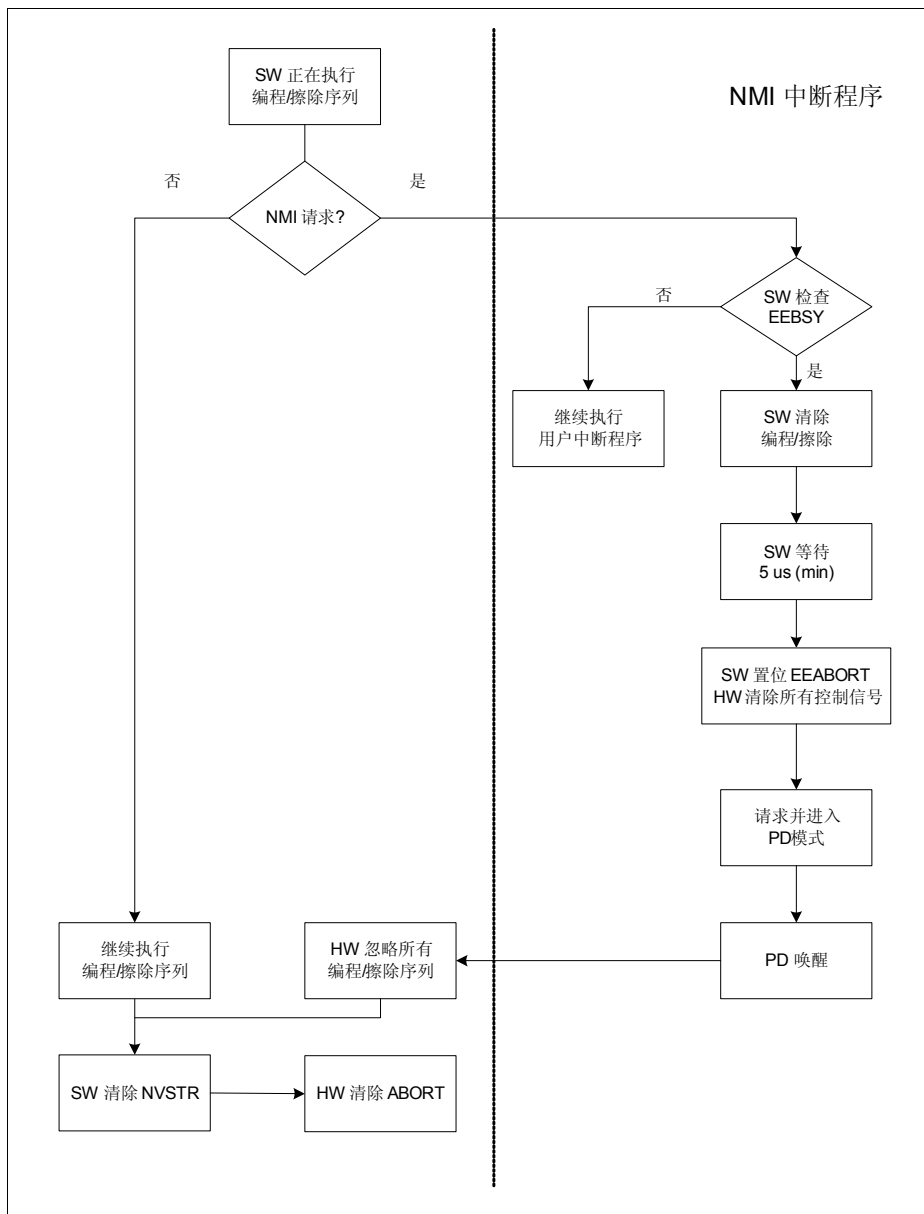 SW 正在执行
编程/擦除序列
NMI 中断程序
否
是
NMI 请求?
SW 检查
EEBSY
否
是
继续执行
用户中断程序
SW 清除
编程/擦除
SW 等待
5 us (min)
SW 置位 EEABORT
HW 清除所有控制信号
请求并进入
PD模式
继续执行
编程/擦除序列
HW 忽略所有
编程/擦除序列
PD 唤醒
SW 清除 NVSTR
HW 清除 ABORT